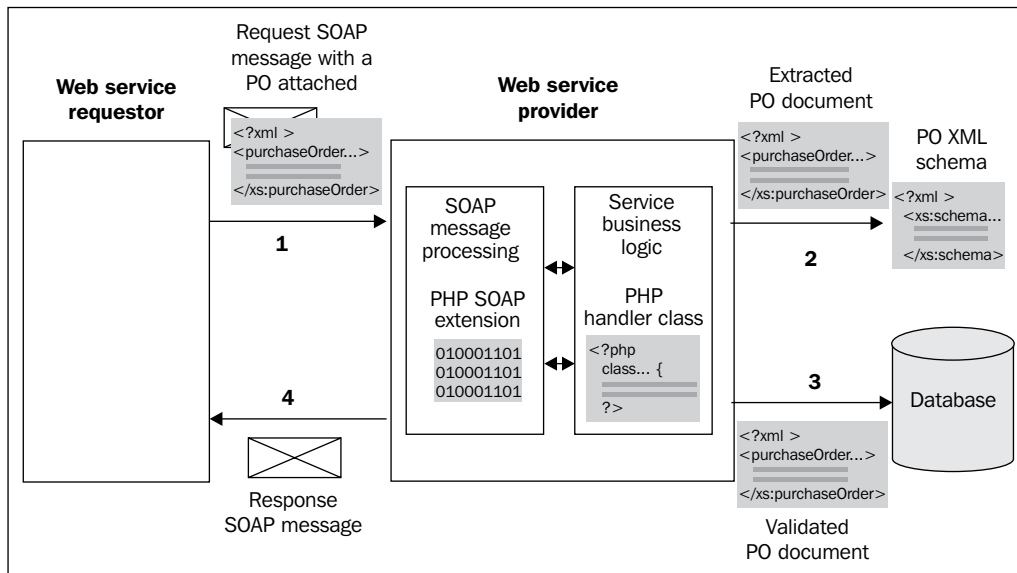 Request SOAP
message with a
PO attached
Web service
requestor
<?xml >
<purchaseOrder...>
</xs:purchaseOrder>
1
Web service
provider
SOAP
message
processing
PHP SOAP
extension
010001101
010001101
010001101
Service
business
logic
PHP
handler class
<?php
class... {
?>
Extracted
PO document
<?xml >
<purchaseOrder...>
</xs:purchaseOrder>
2
PO XML
schema
<?xml >
<xs:schema...
</xs:schema>
3
Database
<?xml >
<purchaseOrder...>
</xs:purchaseOrder>
Validated
PO document
4
Response
SOAP message